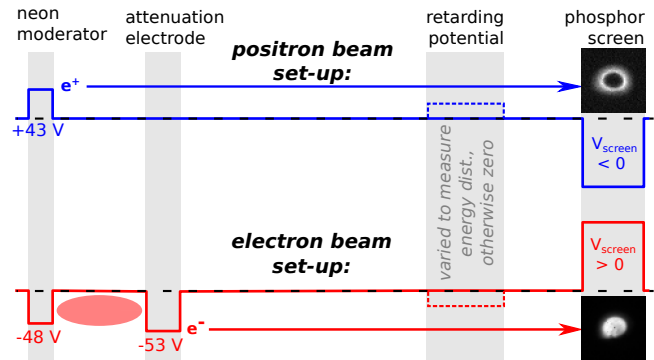 neon
moderator
attenuation
electrode
retarding
potential
phosphor
screen
positron beam
set-up:
e+
+43 V
Vscreen
< 0
varied to measure
energy dist.,
otherwise zero
electron beam
set-up:
Vscreen
> 0
-48 V
-53 V
e-